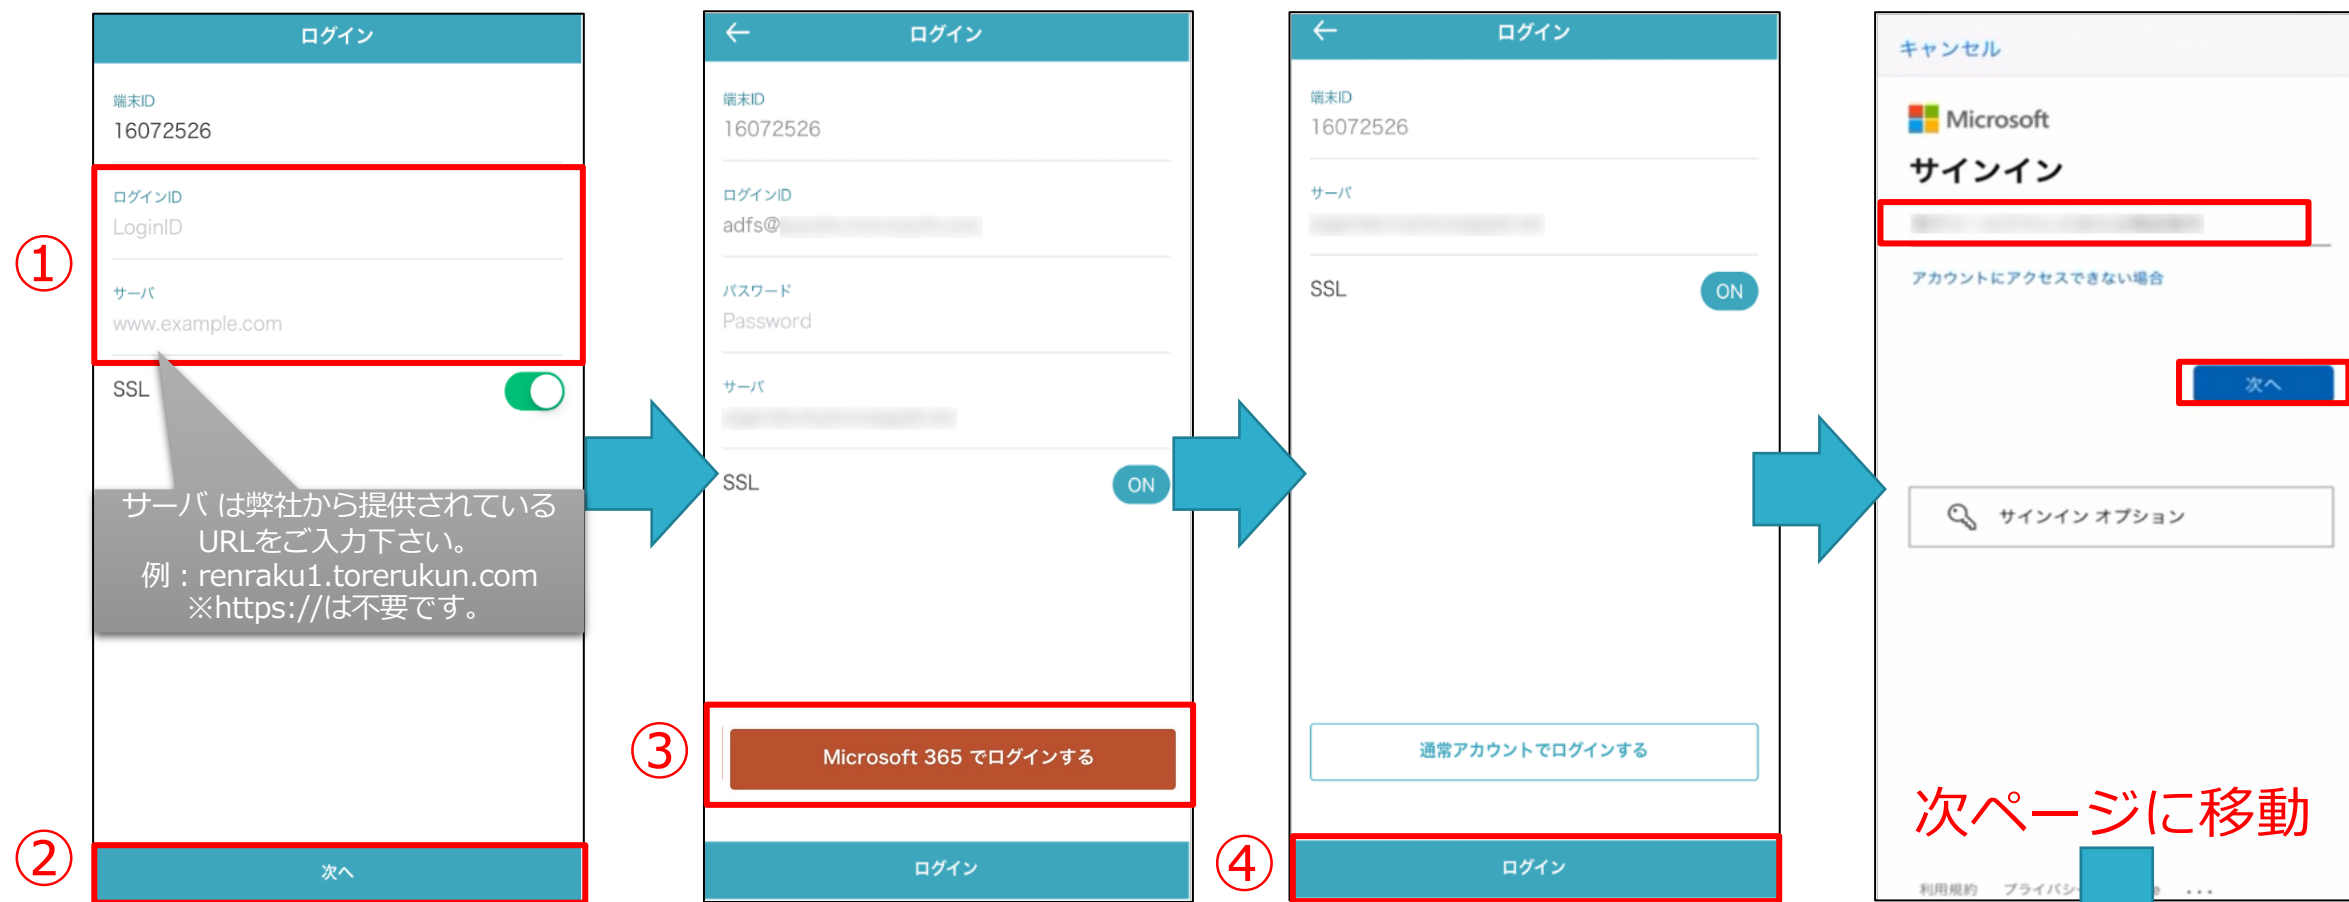 ①
ログイン
端末ID
16072526
ログインID
LoginID
サーバ
www.example.com
SSL
サーバ は弊社から提供されている
URLをご入力下さい。
例：renraku1.torerukun.com
※https://は不要です。
②
次へ
ログイン
端末ID
16072526
ログインID
adfs@
パスワード
Password
サーバ
SSL
ON
③
Microsoft 365 でログインする
ログイン
ログイン
端末ID
16072526
サーバ
SSL
ON
通常アカウントでログインする
④
ログイン
キャンセル
Microsoft
サインイン
アカウントにアクセスできない場合
次へ
サインイン オプション
次ページに移動
利用規約 プライバシー ...